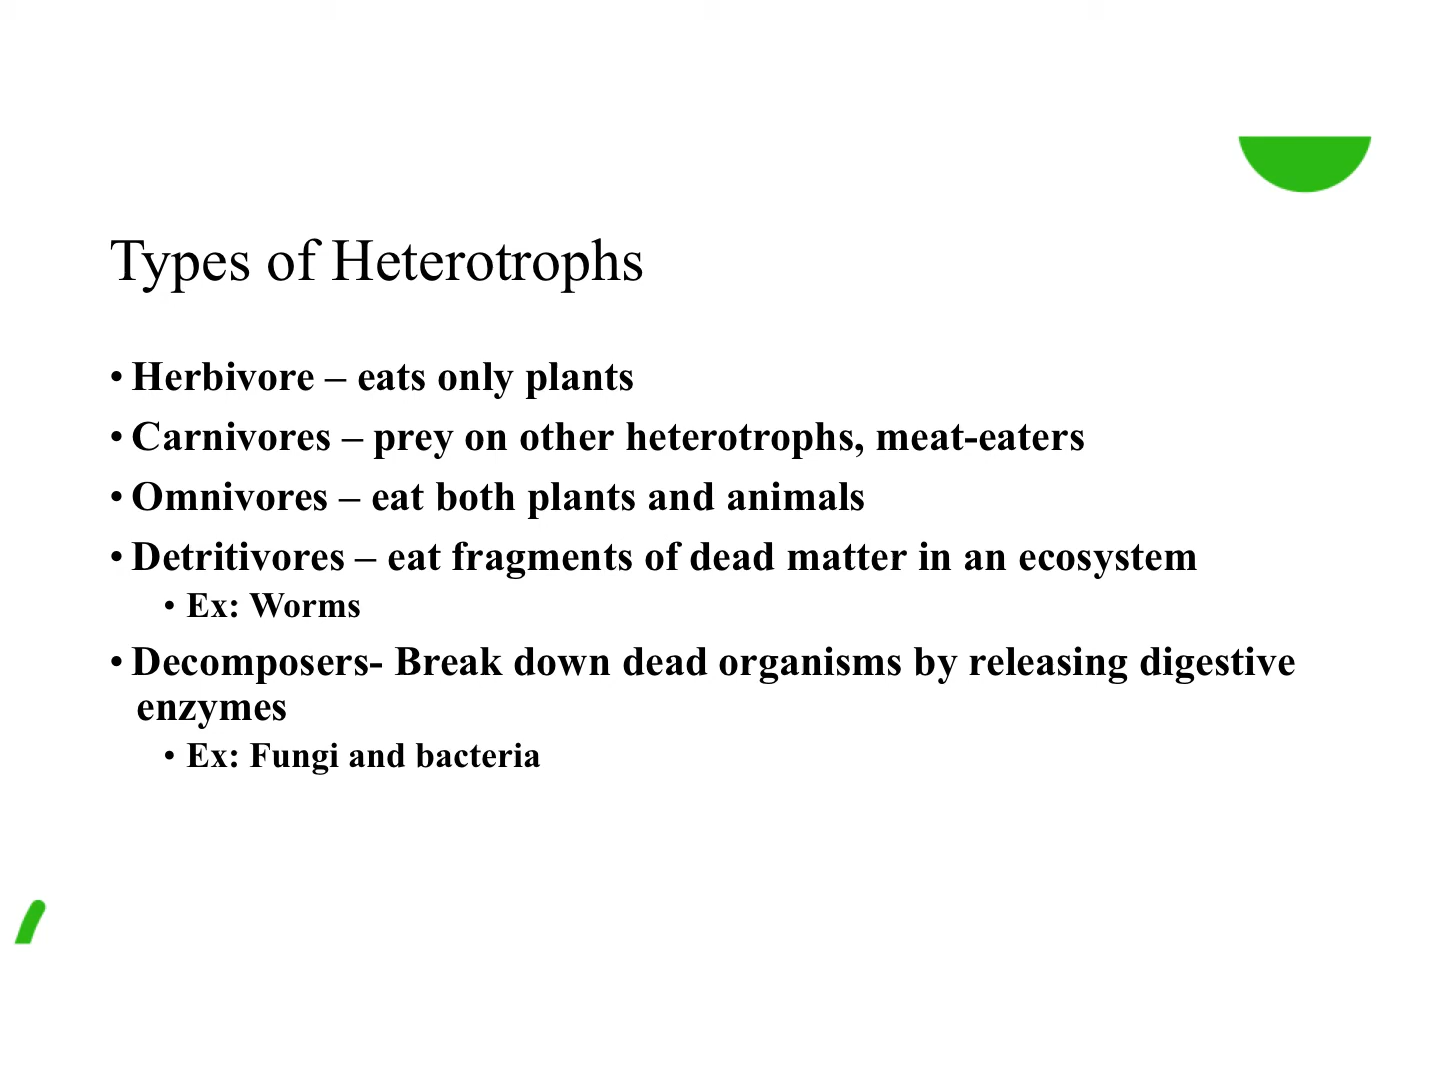 Types of Heterotrophs
• Herbivore – eats only plants
• Carnivores – prey on other heterotrophs, meat-eaters
• Omnivores – eat both plants and animals
• Detritivores – eat fragments of dead matter in an ecosystem
• Ex: Worms
• Decomposers- Break down dead organisms by releasing digestive
enzymes
• Ex: Fungi and bacteria